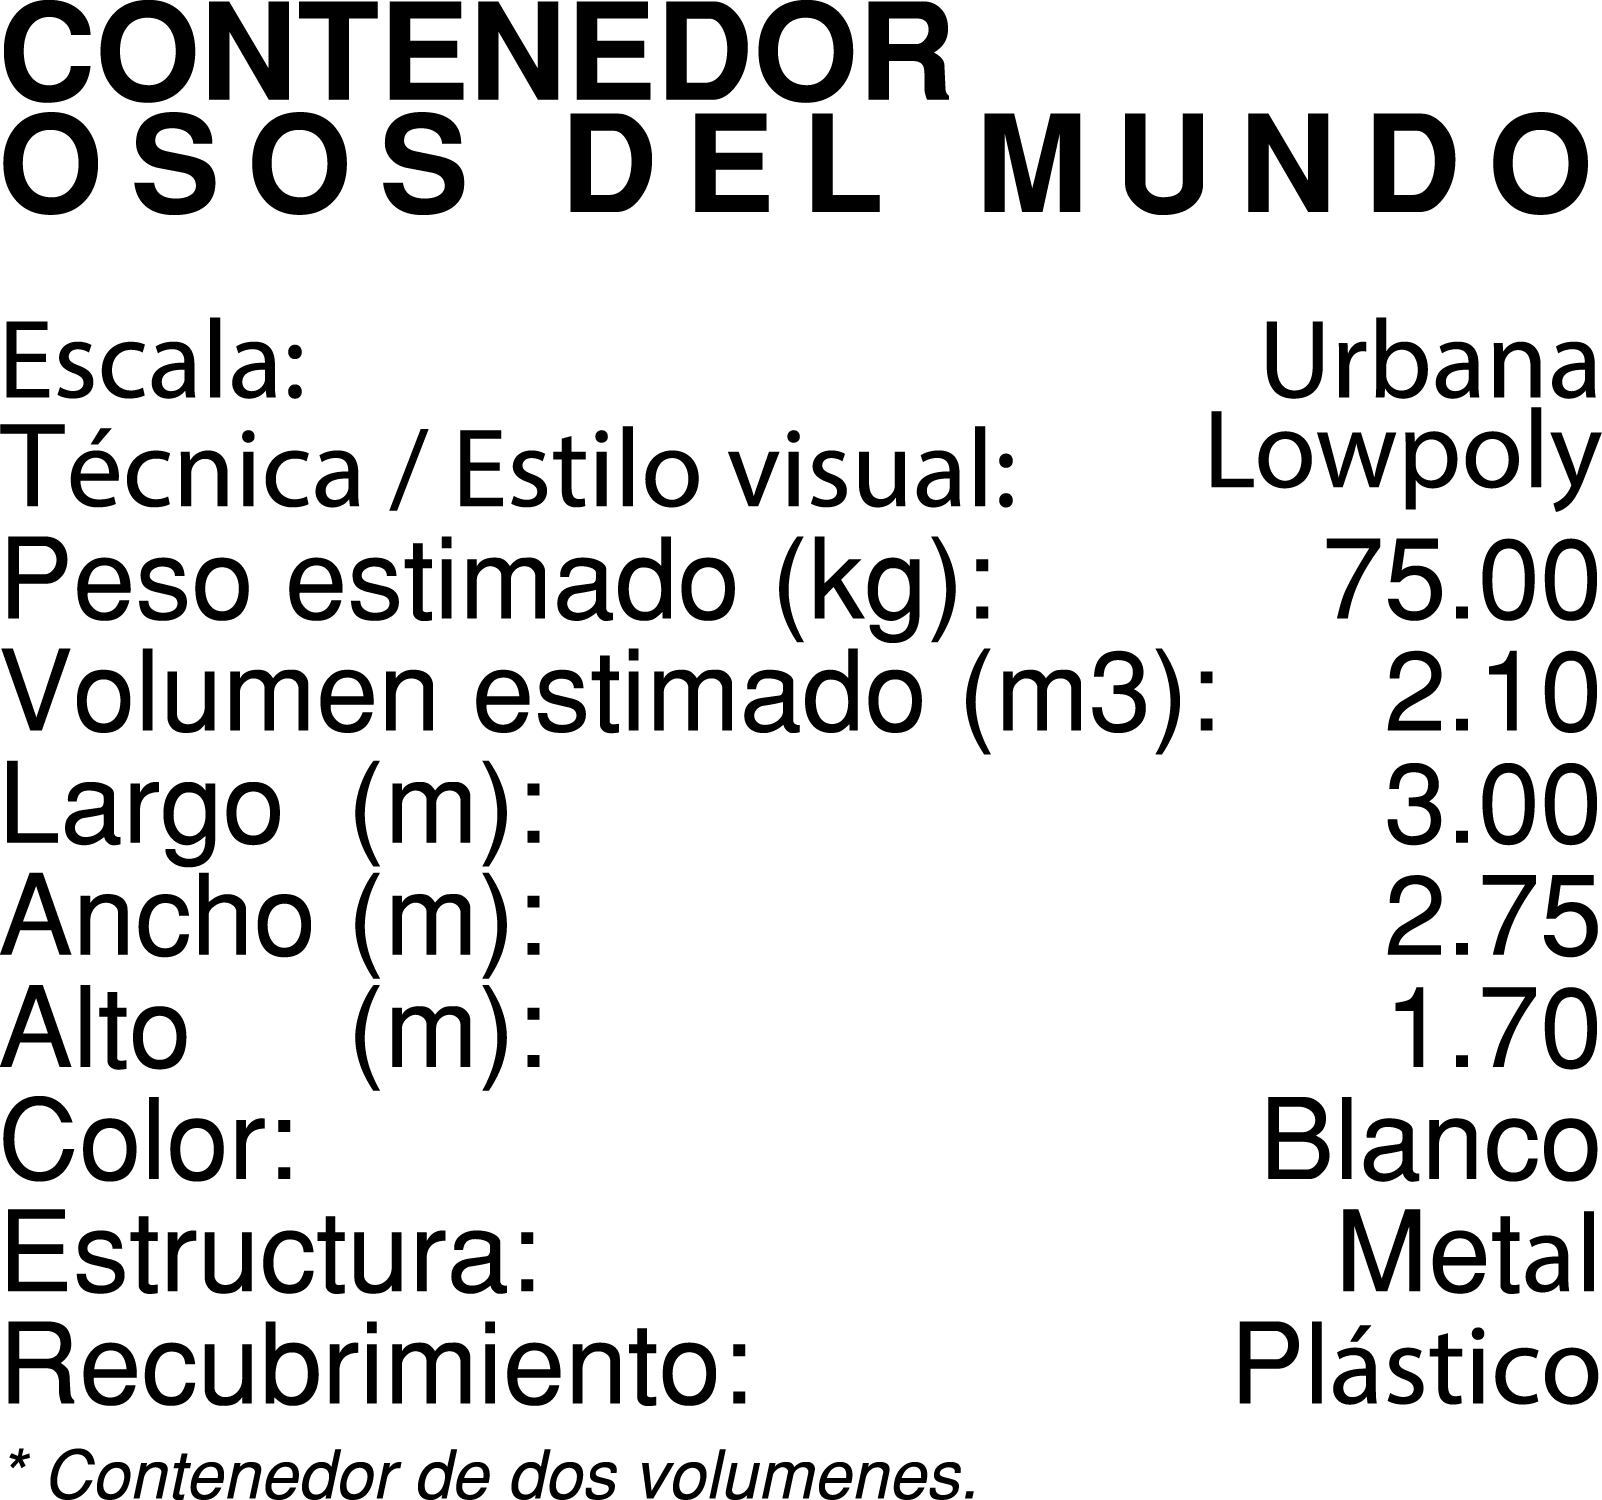 CONTENEDOR
OSOS DEL MUNDO
Escala: Urbana
Técnica / Estilo visual: Lowpoly
Peso estimado (kg): 75.00
Volumen estimado (m3): 2.10
Largo (m): 3.00
Ancho (m): 2.75
Alto (m): 1.70
Color: Blanco
Estructura: Metal
Recubrimiento: Plástico
* Contenedor de dos volumenes.